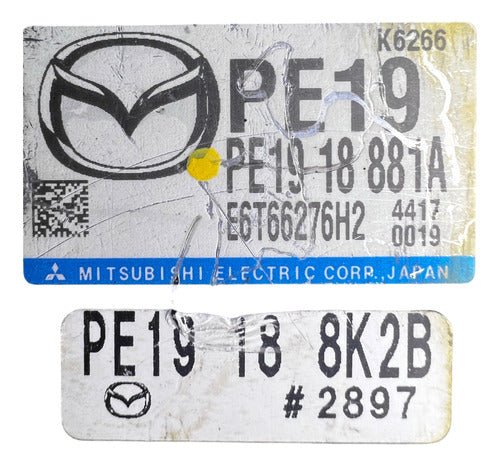 K6266
PE19
PE19 18 881A
E6T66276H2 4417
0019
MITSUBISHI ELECTRIC CORP., JAPAN
PE19 18 8K2B
#2897